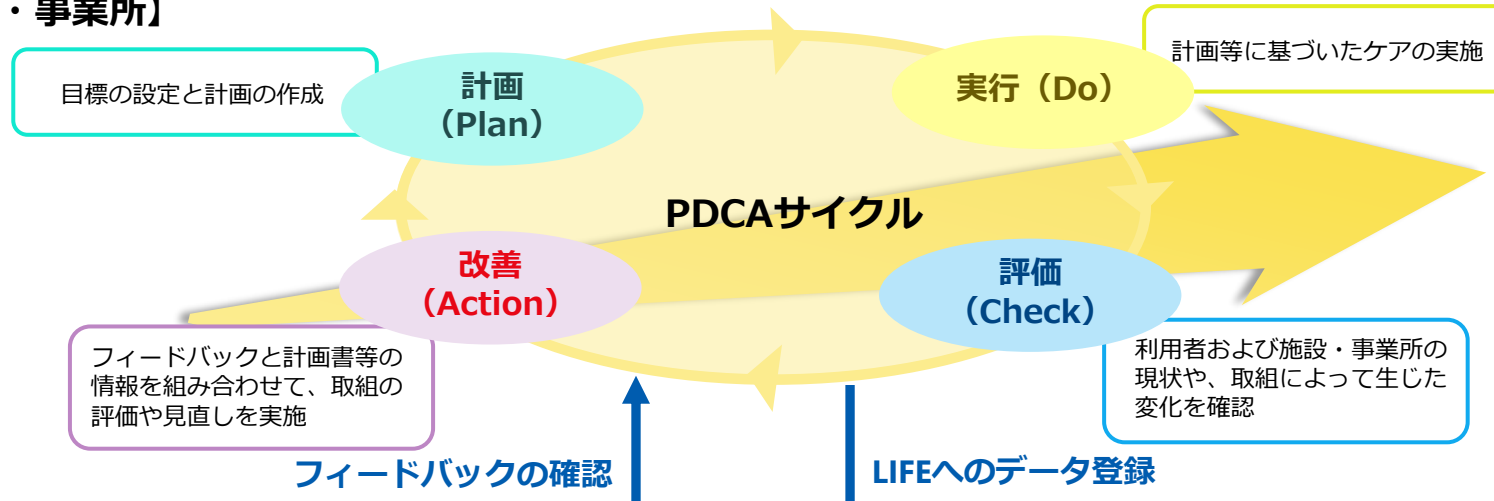 ・事業所】
目標の設定と計画の作成
計画
（Plan）
実行（Do）
計画等に基づいたケアの実施
PDCAサイクル
改善
（Action）
評価
（Check）
フィードバックと計画書等の
情報を組み合わせて、取組の
評価や見直しを実施
利用者および施設・事業所の
現状や、取組によって生じた
変化を確認
フィードバックの確認
LIFEへのデータ登録